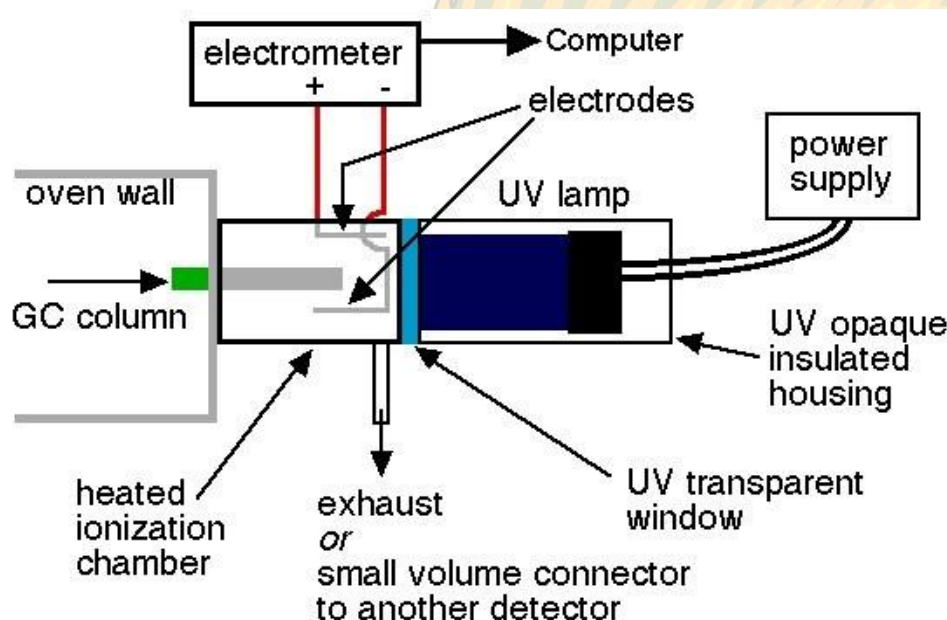 electrometer
+ -
Computer
electrodes
power
supply
oven wall
UV lamp
GC column
UV opaque
insulated
housing
heated
ionization
chamber
exhaust
or
small volume connector
to another detector
UV transparent
window